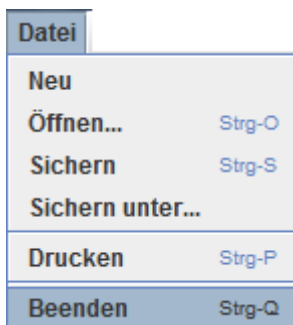 Datei
Neu
Öffnen... Strg-O
Sichern Strg-S
Sichern unter...
Drucken Strg-P
Beenden Strg-Q